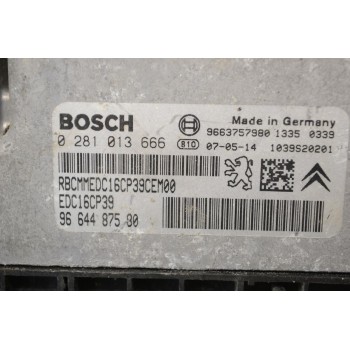 BOSCH
Made in Germany
9663757980 1335 0339
0 281 013 666 810 07-05-14 1039S20201
RBCMMEDC16CP39CEM00
EDC16CP39
96 644 875 80